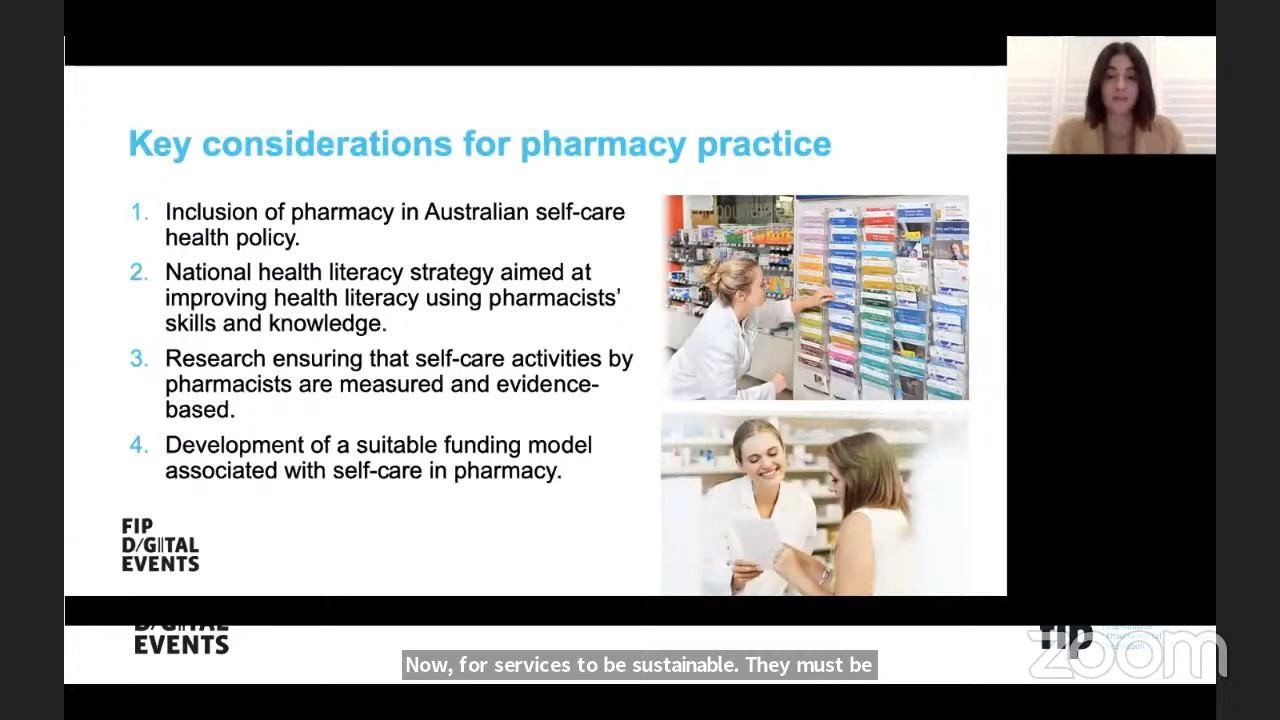 Key considerations for pharmacy practice
1. Inclusion of pharmacy in Australian self-care
health policy.
2. National health literacy strategy aimed at
improving health literacy using pharmacists'
skills and knowledge.
3. Research ensuring that self-care activities by
pharmacists are measured and evidence-
based.
4. Development of a suitable funding model
associated with self-care in pharmacy.
FIP
D/GIITAL
EVENTS
EVENTS
fip
zoom
Now, for services to be sustainable. They must be